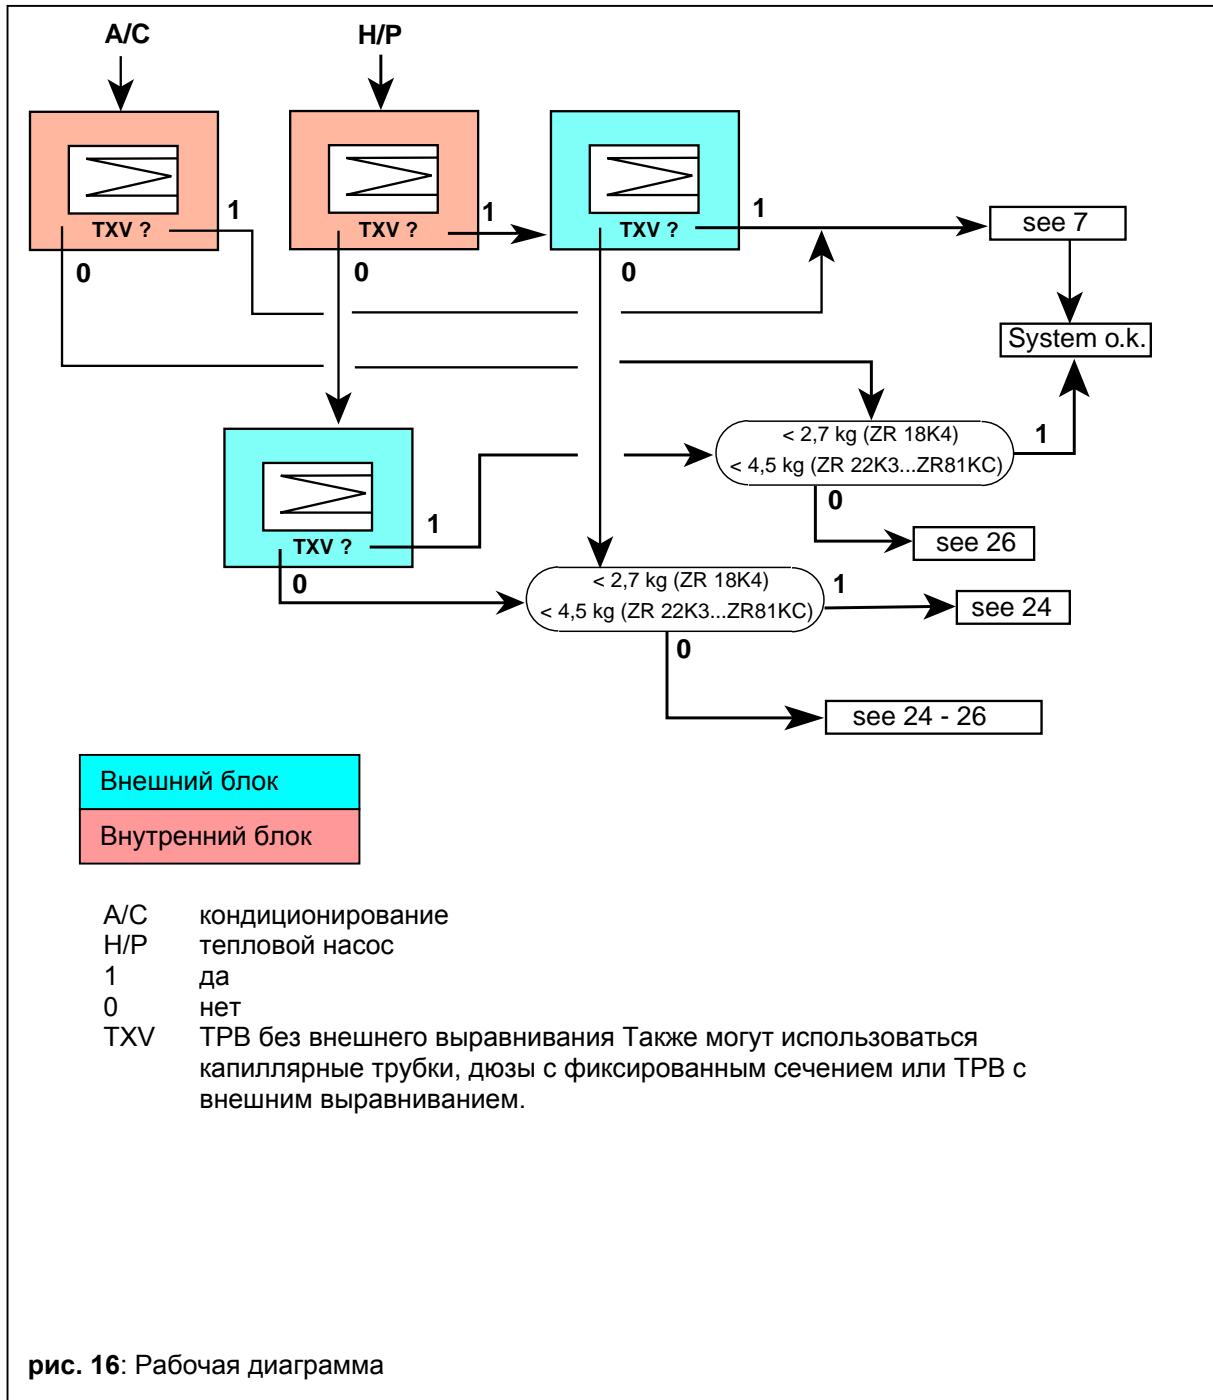 A/C
H/P
TXV ?
1
0
TXV ?
1
0
TXV ?
1
0
see 7
System o.k.
< 2,7 kg (ZR 18K4)
< 4,5 kg (ZR 22K3...ZR81KC)
1
0
see 26
TXV ?
1
0
< 2,7 kg (ZR 18K4)
< 4,5 kg (ZR 22K3...ZR81KC)
1
0
see 24
see 24 - 26
Внешний блок
Внутренний блок
A/C кондиционирование
H/P тепловой насос
1 да
0 нет
TXV ТРВ без внешнего выравнивания Также могут использоваться
капиллярные трубки, дюзы с фиксированным сечением или ТРВ с
внешним выравниванием.
рис. 16: Рабочая диаграмма